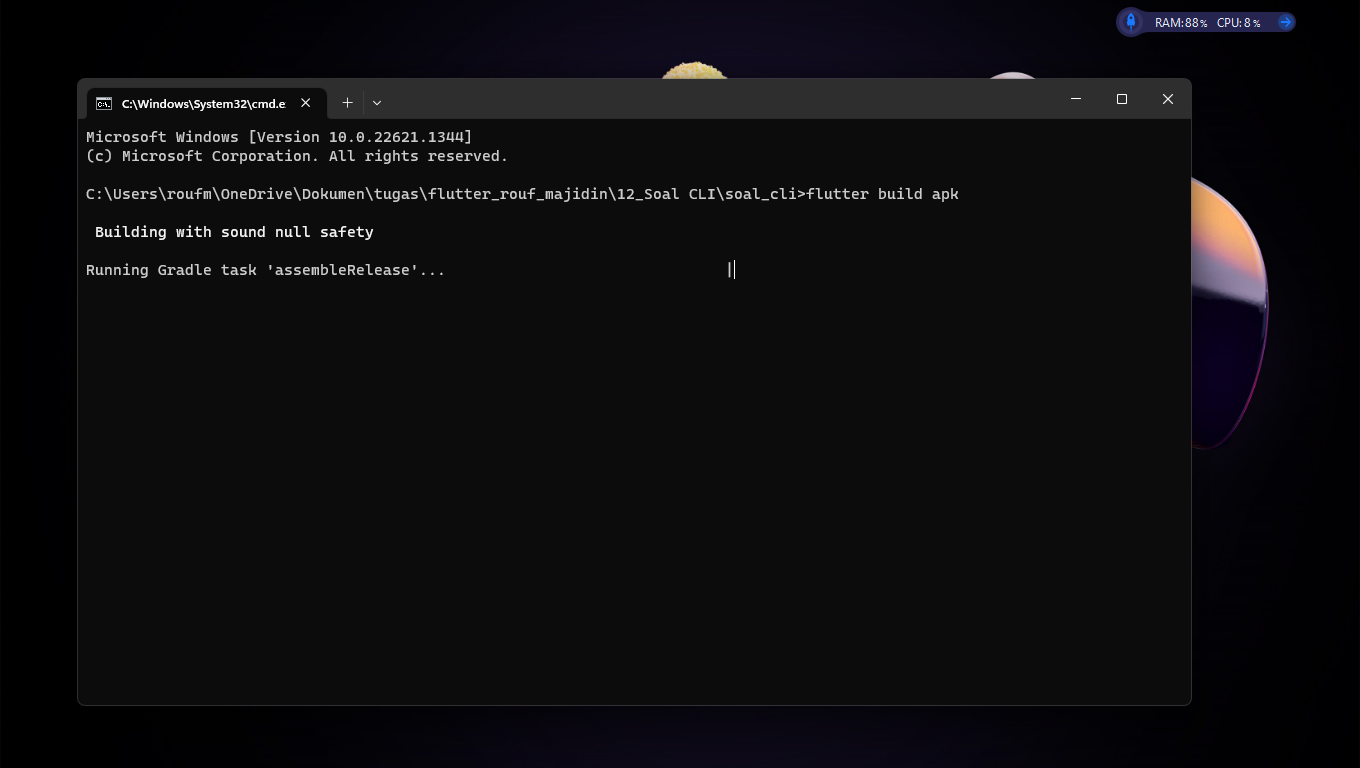 RAM:88% CPU:8%
C:\Windows\System32\cmd.e
Microsoft Windows [Version 10.0.22621.1344]
(c) Microsoft Corporation. All rights reserved.
C:\Users\roufm\OneDrive\Dokumen\tugas\flutter_rouf_majidin\12_Soal CLI\soal_cli>flutter build apk
Building with sound null safety
Running Gradle task 'assembleRelease'... |